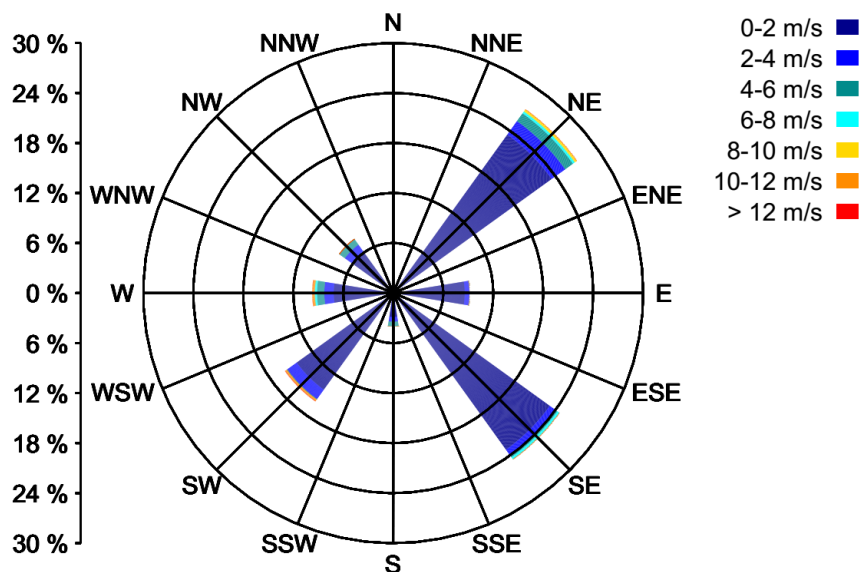 30 %
24 %
18 %
12 %
6 %
0 %
6 %
12 %
18 %
24 %
30 %
N
NNE
NE
ENE
E
ESE
SE
SSE
S
SSW
SW
WSW
W
WNW
NW
NNW
0-2 m/s
2-4 m/s
4-6 m/s
6-8 m/s
8-10 m/s
10-12 m/s
> 12 m/s